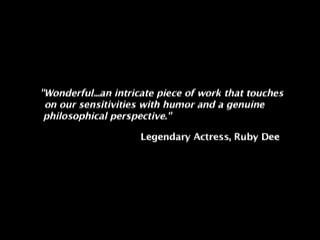 "Wonderful...an intricate piece of work that touches
on our sensitivities with humor and a genuine
philosophical perspective."
Legendary Actress, Ruby Dee